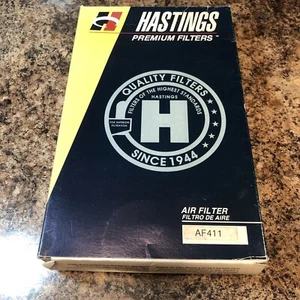 HASTINGS
PREMIUM FILTERS™
QUALITY FILTERS
FILTERS OF THE HIGHEST STANDARDS
HASTINGS
H
SINCE 1944
AIR FILTER
FILTRO DE AIRE
AF411